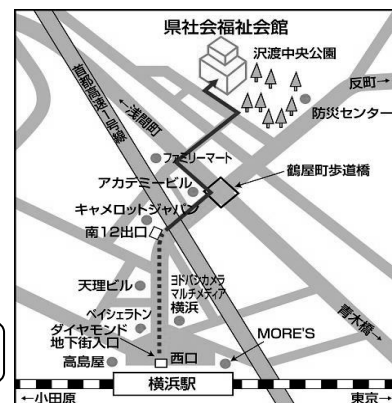 県社会福祉会館
沢渡中央公園
反町→
防災センター
首都高速1号線
←浅間町
ファミリーマート
アカデミービル
鶴屋町歩道橋
キャメロットジャパン
南12出口
天理ビル
ヨドバシカメラ
マルチメディア
横浜
ベイシェラトン
ダイヤモンド
地下街入口
青木橋→
MORE'S
高島屋
西口
横浜駅
←小田原
東京→